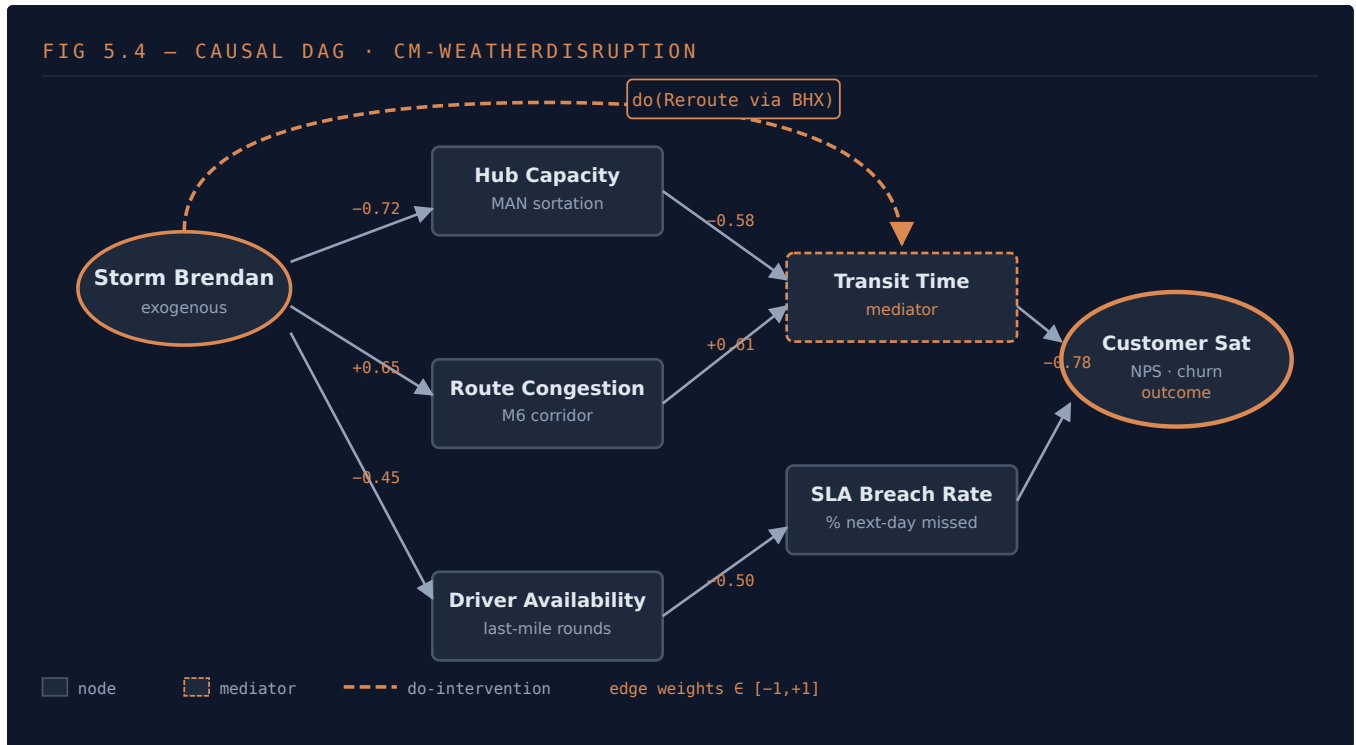 FIG 5.4 — CAUSAL DAG · CM-WEATHERDISRUPTION
do(Reroute via BHX)
Hub Capacity
MAN sortation
−0.72
−0.58
Storm Brendan
exogenous
Transit Time
mediator
+0.65
+0.61
Route Congestion
M6 corridor
−0.78
Customer Sat
NPS · churn
outcome
−0.45
SLA Breach Rate
% next-day missed
−0.50
Driver Availability
last-mile rounds
node
mediator
do-intervention
edge weights ∈ [−1,+1]